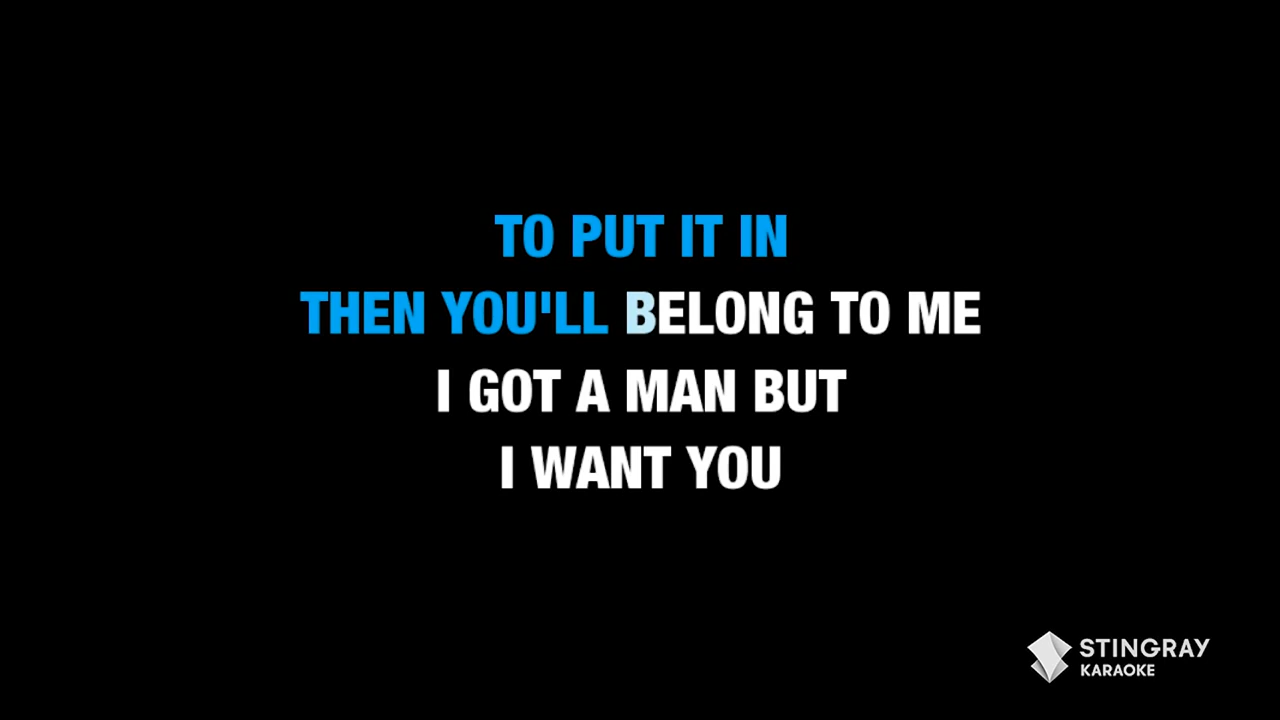 TO PUT IT IN
THEN YOU'LL BELONG TO ME
I GOT A MAN BUT
I WANT YOU
STINGRAY
KARAOKE